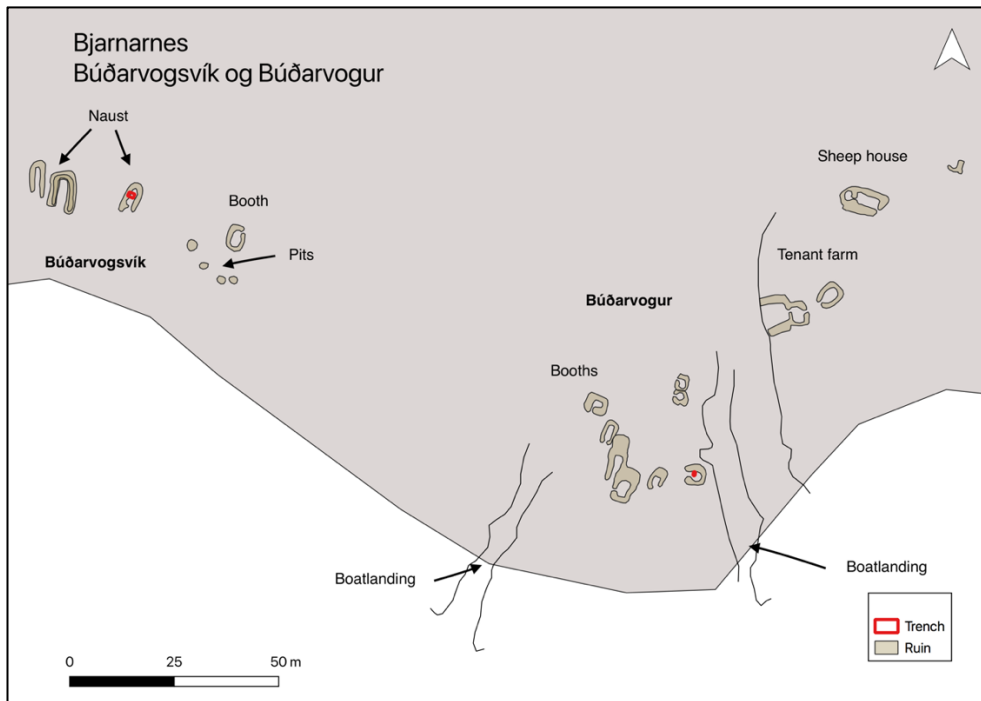 Bjarnarnes
Búðarvogsvík og Búðarvogur
Naust
Sheep house
Booth
Búðarvogsvík
Pits
Tenant farm
Búðarvogur
Booths
Boatlanding
Boatlanding
Trench
Ruin
0 25 50 m